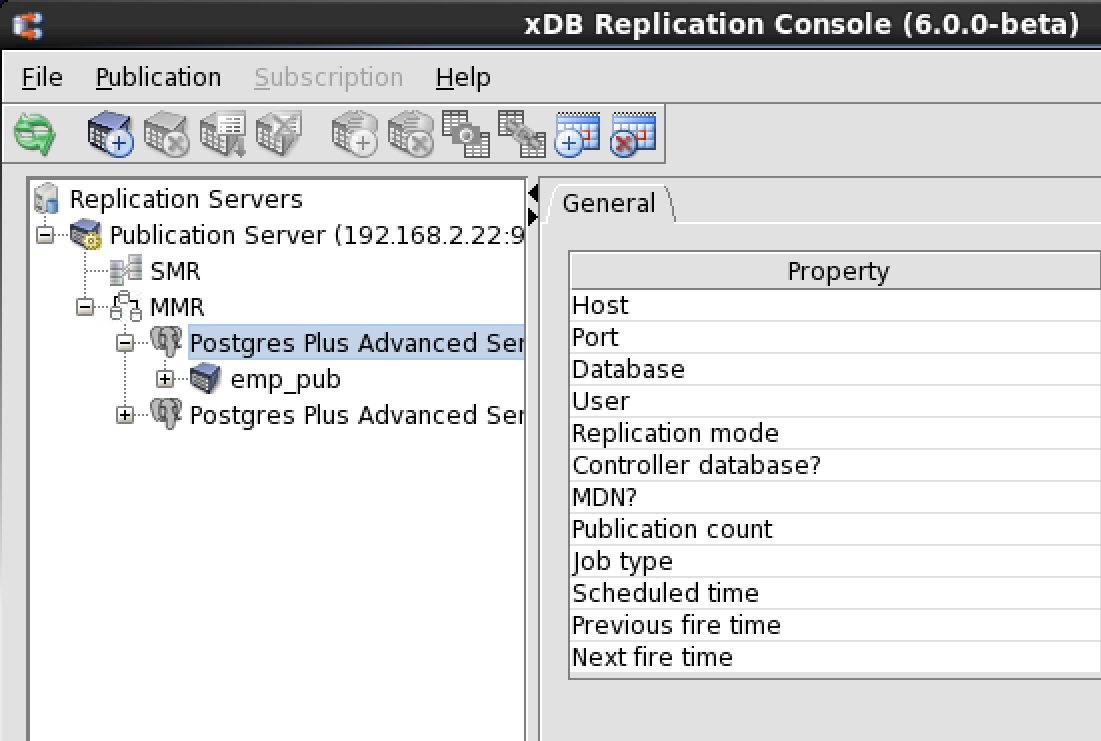 xDB Replication Console (6.0.0-beta)
File Publication Subscription Help
Replication Servers
Publication Server (192.168.2.22:9
SMR
MMR
Postgres Plus Advanced Ser
emp_pub
Postgres Plus Advanced Ser
General
Property
Host
Port
Database
User
Replication mode
Controller database?
MDN?
Publication count
Job type
Scheduled time
Previous fire time
Next fire time